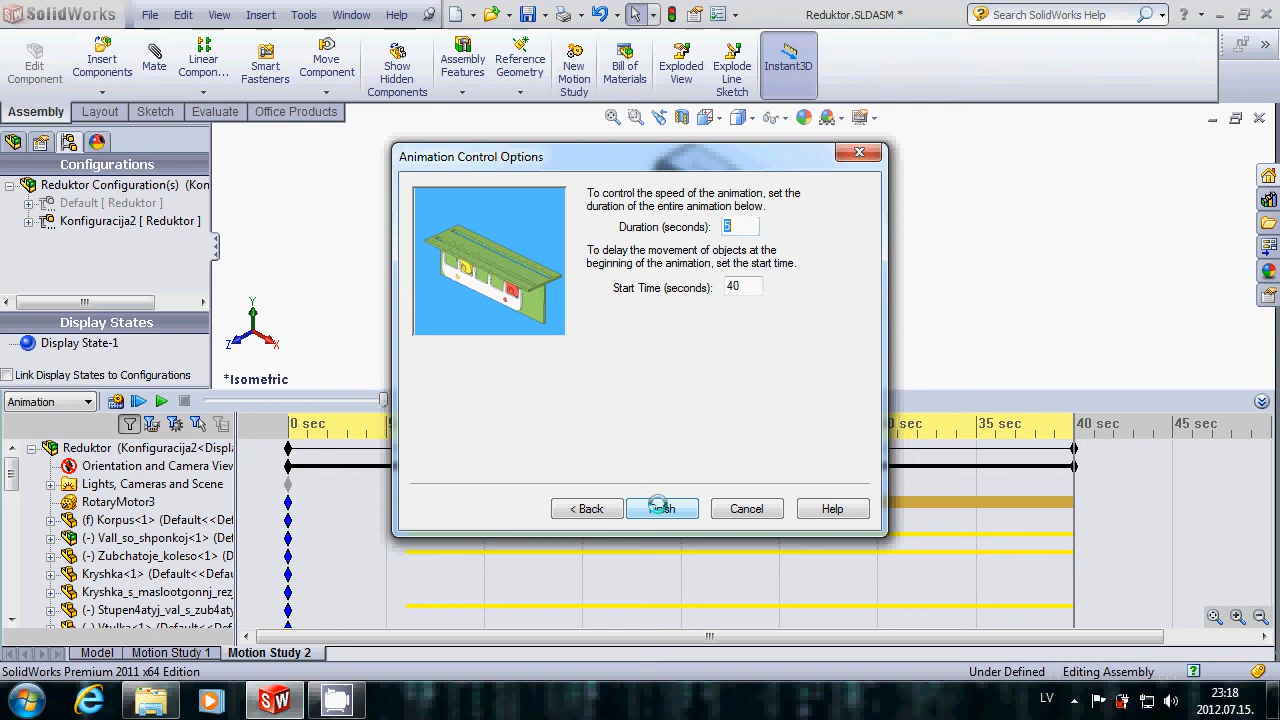 SolidWorks File Edit View Insert Tools Window Help Reduktor.SLDASM * Search SolidWorks Help
Edit Component
Insert Components
Mate
Linear Compon...
Smart Fasteners
Move Component
Show Hidden Components
Assembly Features
Reference Geometry
New Motion Study
Bill of Materials
Exploded View
Explode Line Sketch
Instant3D
Assembly Layout Sketch Evaluate Office Products
Configurations
Reduktor Configuration(s) (Kon
Default [ Reduktor ]
Konfiguracija2 [ Reduktor ]
Display States
Display State-1
Link Display States to Configurations
Y
Z
X
*Isometric
Animation Control Options
To control the speed of the animation, set the
duration of the entire animation below.
Duration (seconds): 5
To delay the movement of objects at the
beginning of the animation, set the start time.
Start Time (seconds): 40
< Back Finish Cancel Help
Animation
0 sec 35 sec 40 sec 45 sec
Reduktor (Konfiguracija2<Displ
Orientation and Camera View
Lights, Cameras and Scene
RotaryMotor3
(f) Korpus<1> (Default<<Defa
(-) Vall_so_shponkoj<1> (Def
(-) Zubchatoje_koleso<1> (De
Kryshka<1> (Default<<Defau
Kryshka_s_maslootgonnj_rez
(-) Stupen4atyj_val_s_zub4aty
(-) Vtulka<1> (Default<<Defa
Model Motion Study 1 Motion Study 2
SolidWorks Premium 2011 x64 Edition Under Defined Editing Assembly
LV 23:18
2012.07.15.